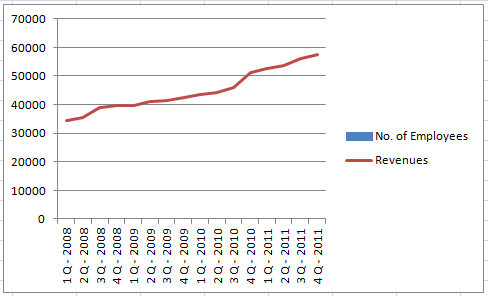 70000
60000
50000
40000
30000
20000
10000
0
1 Q - 2008
2 Q - 2008
3 Q - 2008
4 Q - 2008
1 Q - 2009
2 Q - 2009
3 Q - 2009
4 Q - 2009
1 Q - 2010
2 Q - 2010
3 Q - 2010
4 Q - 2010
1 Q - 2011
2 Q - 2011
3 Q - 2011
4 Q - 2011
No. of Employees
Revenues